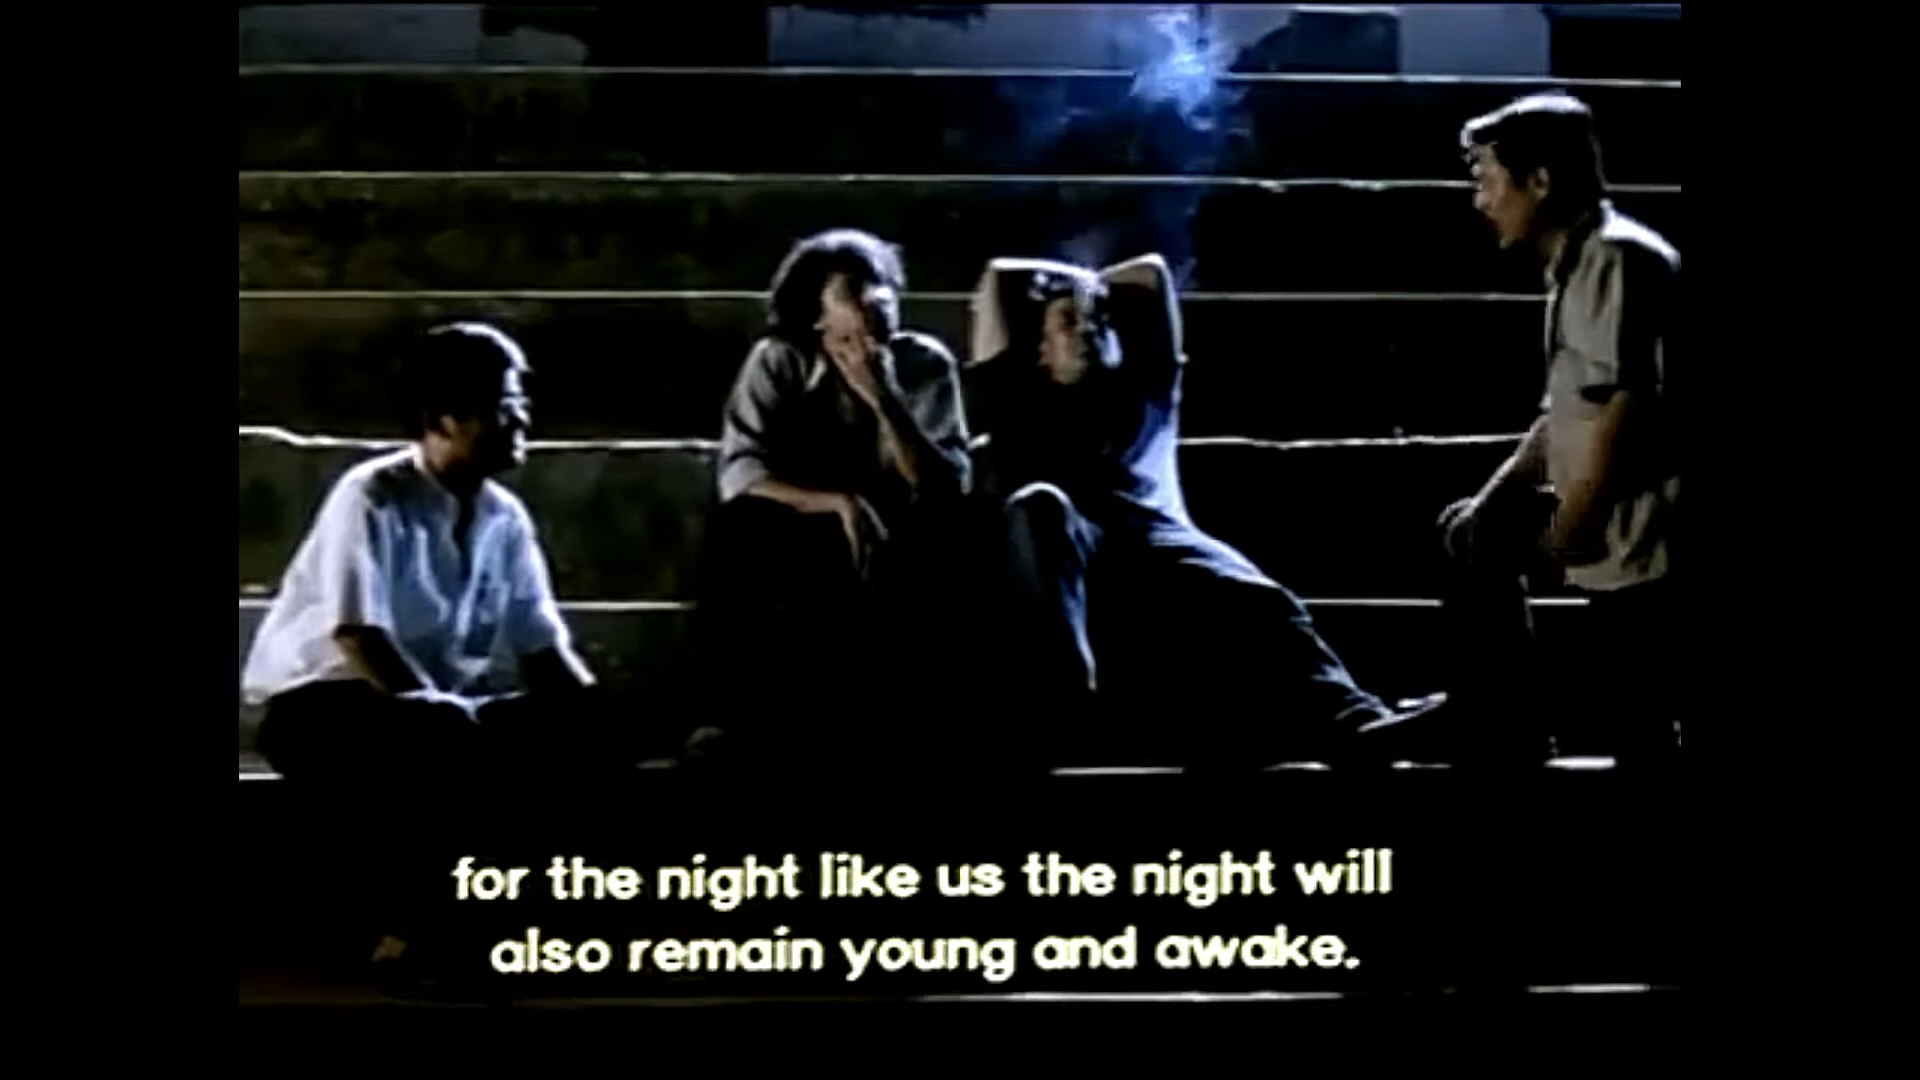 for the night like us the night will
also remain young and awake.